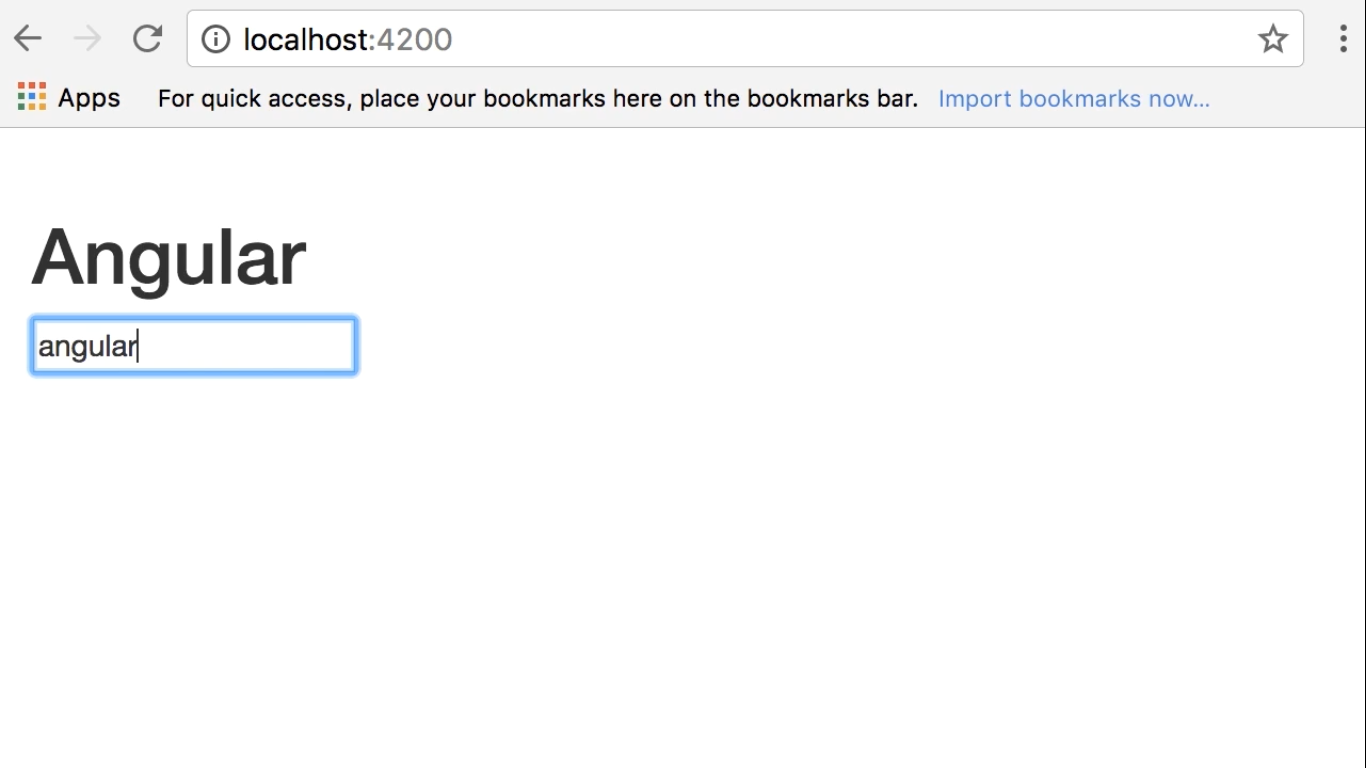 localhost:4200
Apps For quick access, place your bookmarks here on the bookmarks bar. Import bookmarks now...
Angular
angular